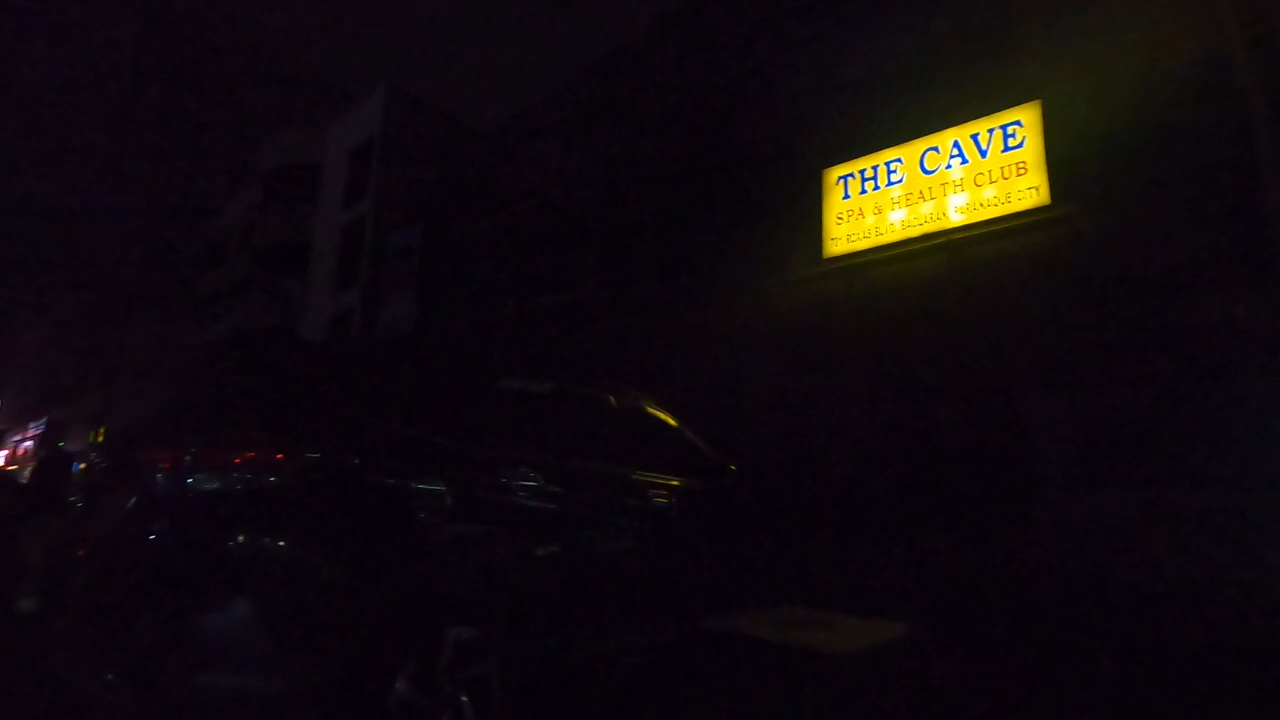 THE CAVE
SPA & HEALTH CLUB
ROXAS BLVD. BACLARAN, PARANAQUE CITY